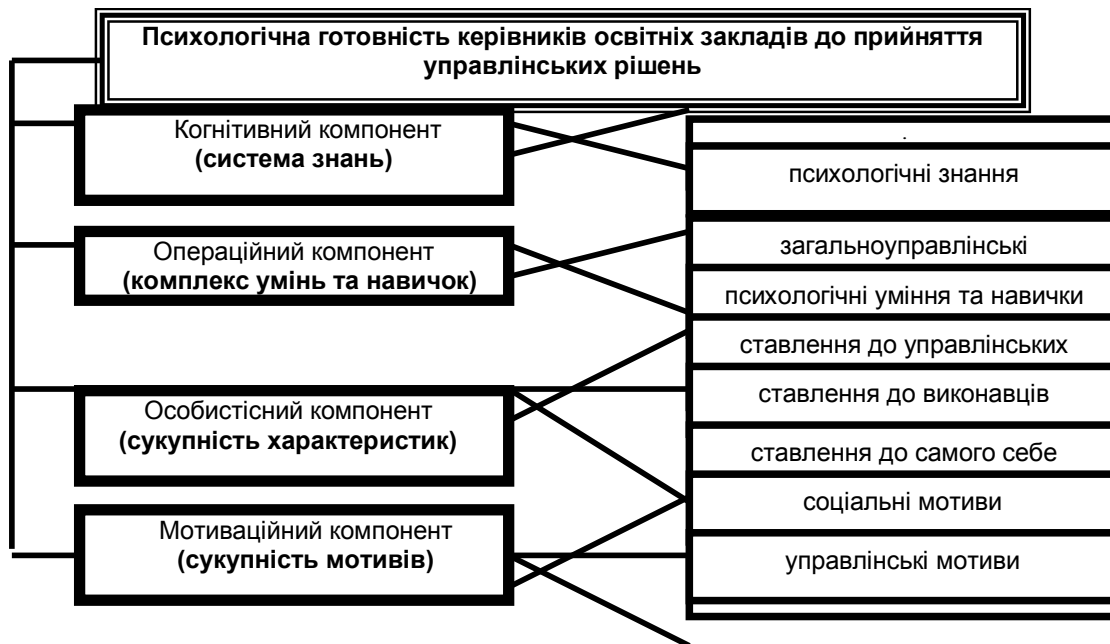 Психологічна готовність керівників освітніх закладів до прийняття
управлінських рішень
Когнітивний компонент
(система знань)
Операційний компонент
(комплекс умінь та навичок)
Особистісний компонент
(сукупність характеристик)
Мотиваційний компонент
(сукупність мотивів)
.
психологічні знання
загальноуправлінські
психологічні уміння та навички
ставлення до управлінських
ставлення до виконавців
ставлення до самого себе
соціальні мотиви
управлінські мотиви